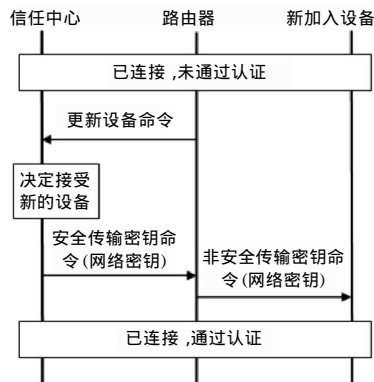 信任中心 路由器 新加入设备
已连接 ,未通过认证
更新设备命令
决定接受
新的设备
安全传输密钥命
令(网络密钥)
非安全传输密钥命
令(网络密钥)
已连接 ,通过认证